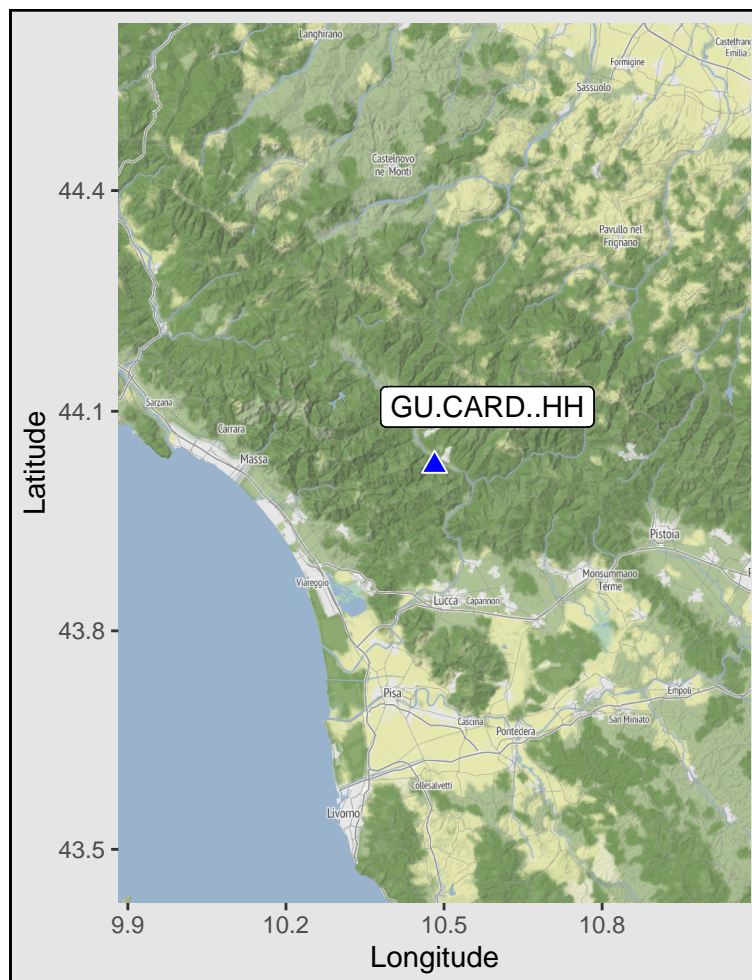 Langhirano
Castelfranc
Emilia
Formigine
Sassuolo
Castelnovo
ne' Monti
44.4
Pavullo nel
Frignano
44.1
GU.CARD..HH
Sarzana
Carrara
Massa
Latitude
Pistoia
Monsummano
Terme
Viareggio
Lucca
Capannori
43.8
Pisa
Empoli
Cascina
San Miniato
Pontedera
Collesalvetti
Livorno
43.5
9.9
10.2
10.5
10.8
Longitude